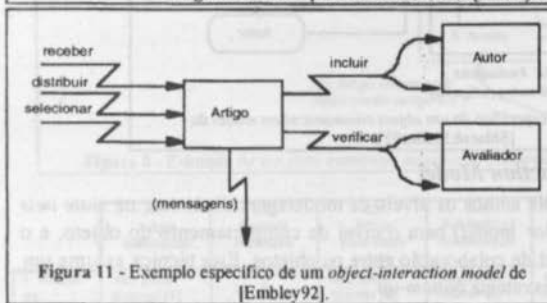 receber
distribuir
selecionar
Artigo
(mensagens)
incluir
verificar
Autor
Avaliador
Figura 11 - Exemplo específico de um object-interaction model de
[Embley92].